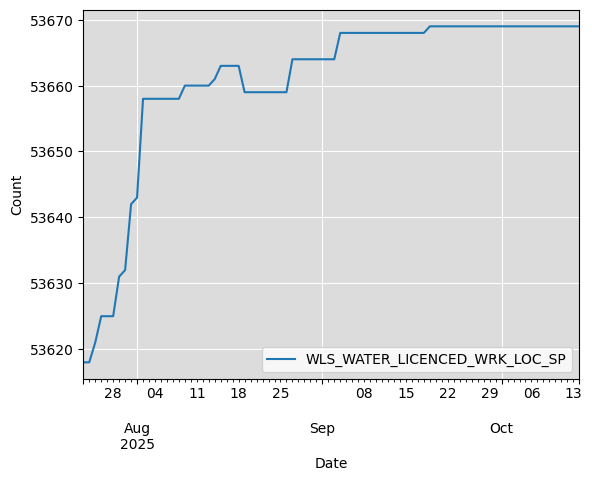 53670
53660
53650
53640
53630
53620
Count
WLS_WATER_LICENCED_WRK_LOC_SP
28 04 11 18 25 08 15 22 29 06 13
Aug Sep Oct
2025
Date